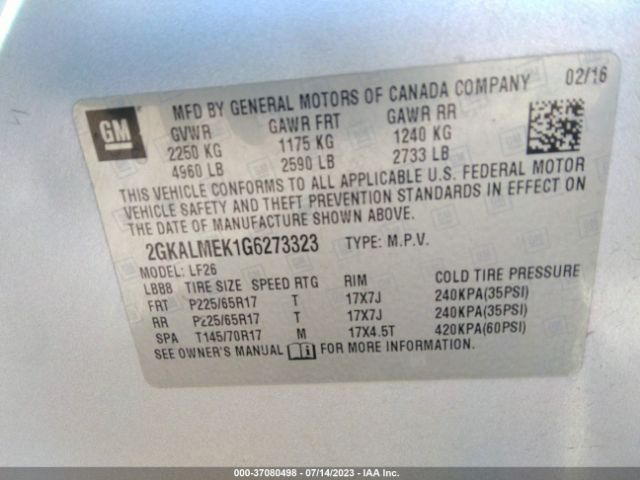 GM
MFD BY GENERAL MOTORS OF CANADA COMPANY 02/16
GVWR GAWR FRT GAWR RR
2250 KG 1175 KG 1240 KG
4960 LB 2590 LB 2733 LB
THIS VEHICLE CONFORMS TO ALL APPLICABLE U.S. FEDERAL MOTOR
VEHICLE SAFETY AND THEFT PREVENTION STANDARDS IN EFFECT ON
THE DATE OF MANUFACTURE SHOWN ABOVE.
2GKALMEK1G6273323 TYPE: M.P.V.
MODEL: LF26
LBB8 TIRE SIZE SPEED RTG RIM COLD TIRE PRESSURE
FRT P225/65R17 T 17X7J 240KPA(35PSI)
RR P225/65R17 T 17X7J 240KPA(35PSI)
SPA T145/70R17 M 17X4.5T 420KPA(60PSI)
SEE OWNER'S MANUAL FOR MORE INFORMATION.
000-37080498 - 07/14/2023 - IAA Inc.